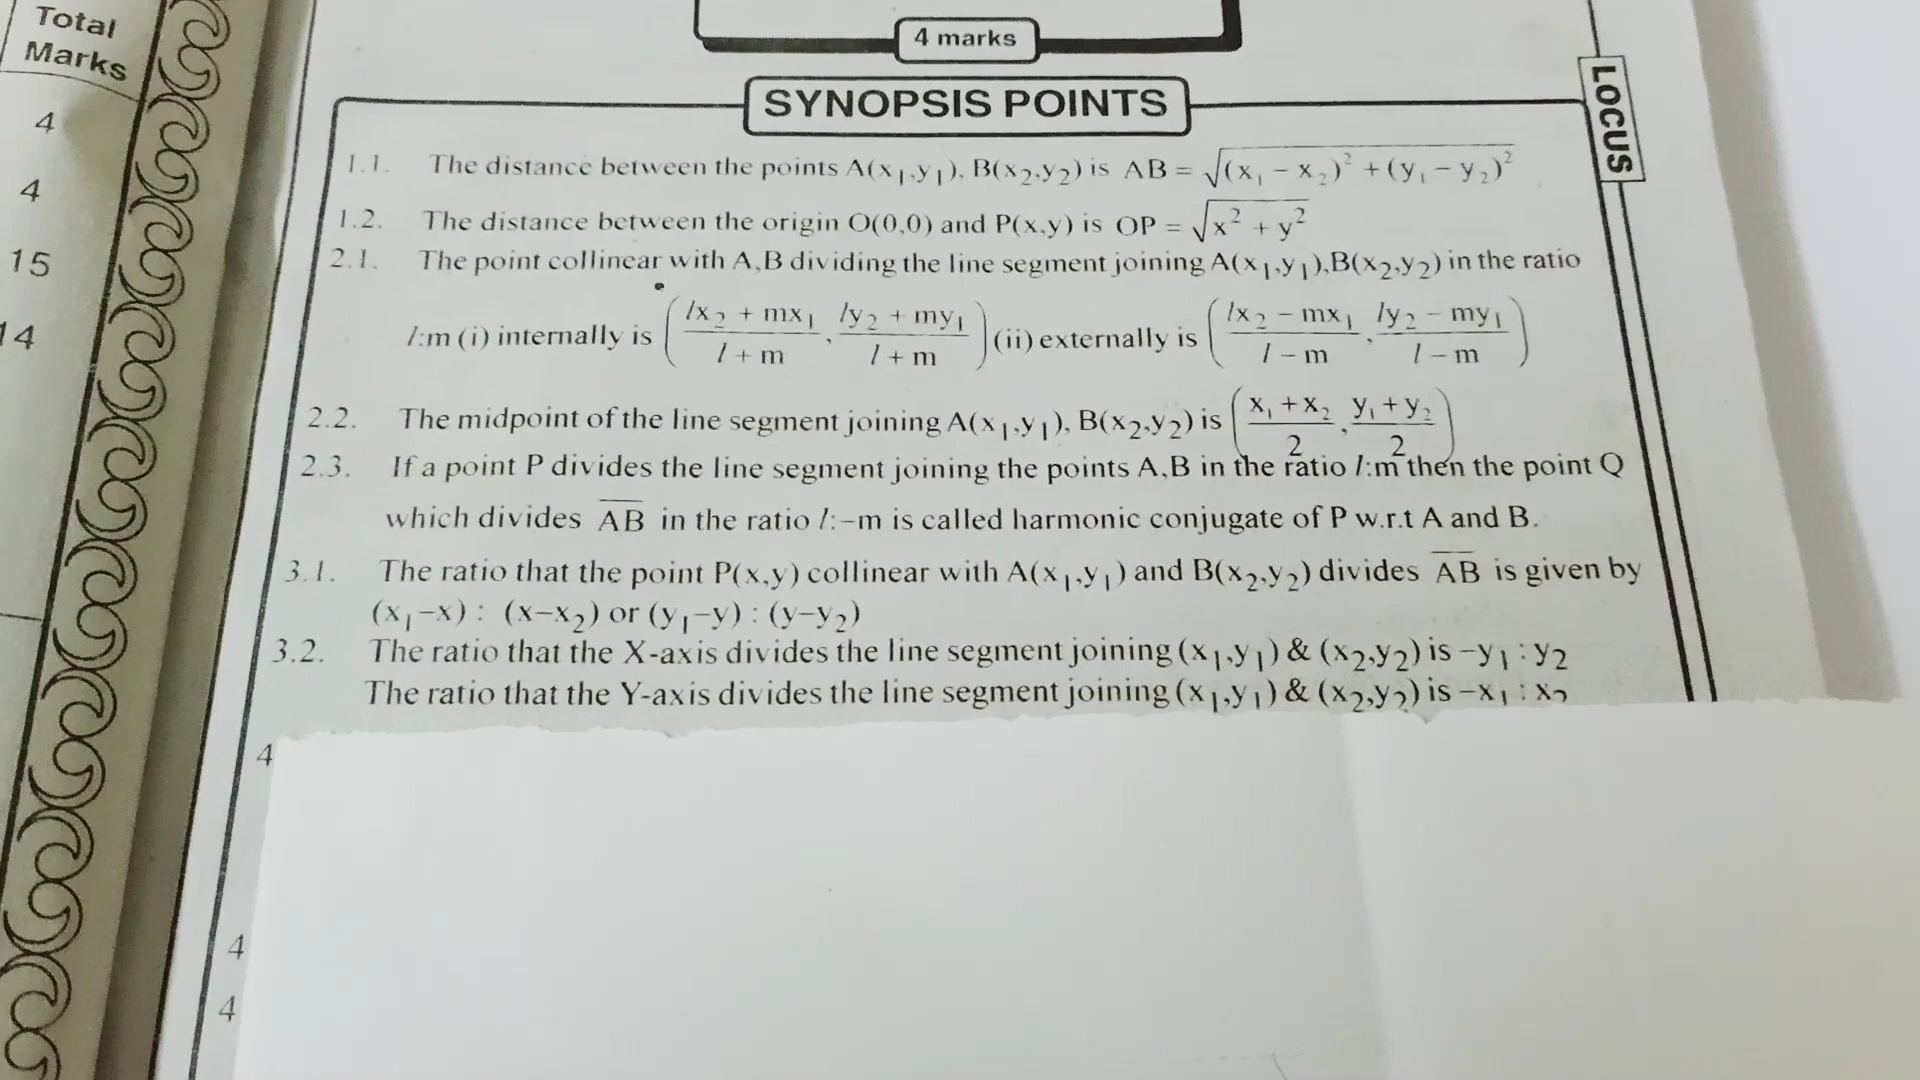 Total
Marks
4
4
15
14
4 marks
SYNOPSIS POINTS
LOCUS
1.1. The distance between the points A(x₁,y₁), B(x₂,y₂) is AB = √((x₁ − x₂)² + (y₁ − y₂)²)
1.2. The distance between the origin O(0,0) and P(x,y) is OP = √(x² + y²)
2.1. The point collinear with A,B dividing the line segment joining A(x₁,y₁),B(x₂,y₂) in the ratio
l:m (i) internally is ((lx₂ + mx₁)/(l + m), (ly₂ + my₁)/(l + m)) (ii) externally is ((lx₂ − mx₁)/(l − m), (ly₂ − my₁)/(l − m))
2.2. The midpoint of the line segment joining A(x₁,y₁), B(x₂,y₂) is ((x₁ + x₂)/2, (y₁ + y₂)/2)
2.3. If a point P divides the line segment joining the points A,B in the ratio l:m then the point Q
which divides A̅B̅ in the ratio l:−m is called harmonic conjugate of P w.r.t A and B.
3.1. The ratio that the point P(x,y) collinear with A(x₁,y₁) and B(x₂,y₂) divides A̅B̅ is given by
(x₁−x) : (x−x₂) or (y₁−y) : (y−y₂)
3.2. The ratio that the X-axis divides the line segment joining (x₁,y₁) & (x₂,y₂) is −y₁ : y₂
The ratio that the Y-axis divides the line segment joining (x₁,y₁) & (x₂,y₂) is −x₁ : x₂
4
4
4